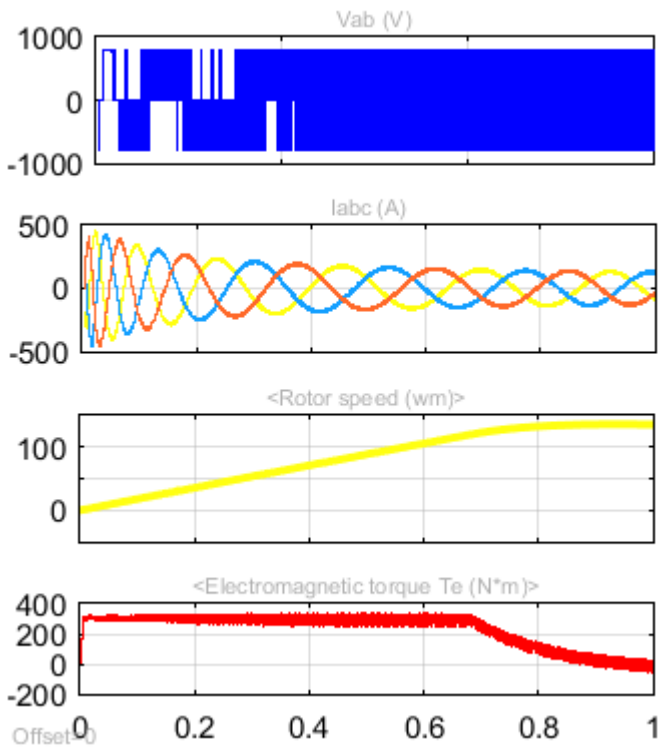 Vab (V)
1000
0
-1000
Iabc (A)
500
0
-500
<Rotor speed (wm)>
100
0
<Electromagnetic torque Te (N*m)>
400
200
0
-200
0 0.2 0.4 0.6 0.8 1
Offset=0